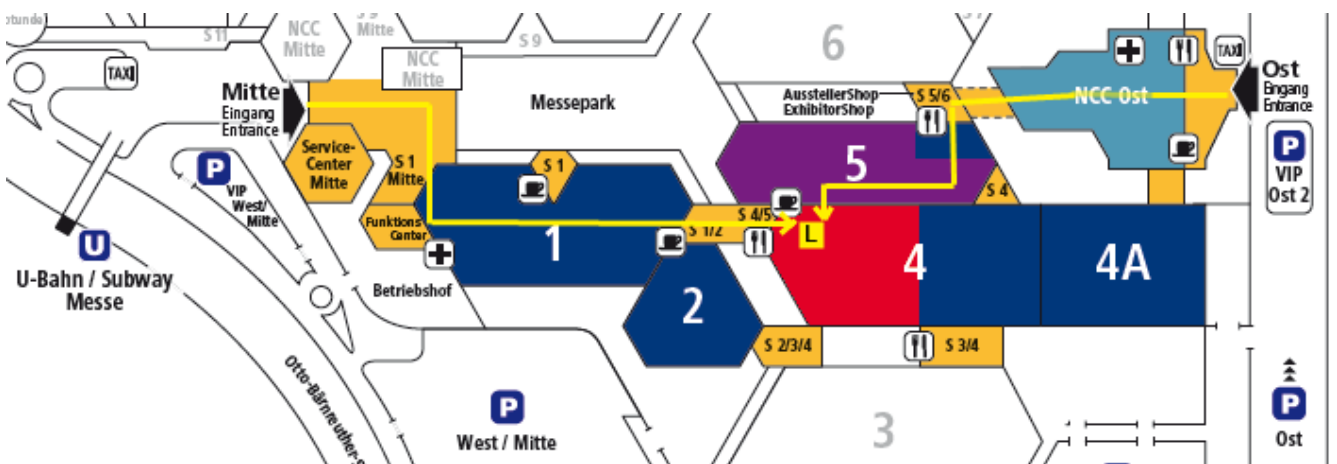 S 11
NCC
Mitte
S 9
Mitte
NCC
Mitte
S 9
6
TAXI
Mitte
Eingang
Entrance
Messepark
AusstellerShop
ExhibitorShop
S 5/6
NCC Ost
TAXI
Ost
Eingang
Entrance
Service-
Center
Mitte
S 1
Mitte
S 1
5
S 4
P
VIP
Ost 2
P
VIP
West/
Mitte
Funktions-
Center
S 4/5
S 1/2
L
1
4
4A
U
U-Bahn / Subway
Messe
Betriebshof
2
S 2/3/4
S 3/4
Otto-Bärnreuther-S
P
West / Mitte
3
P
Ost